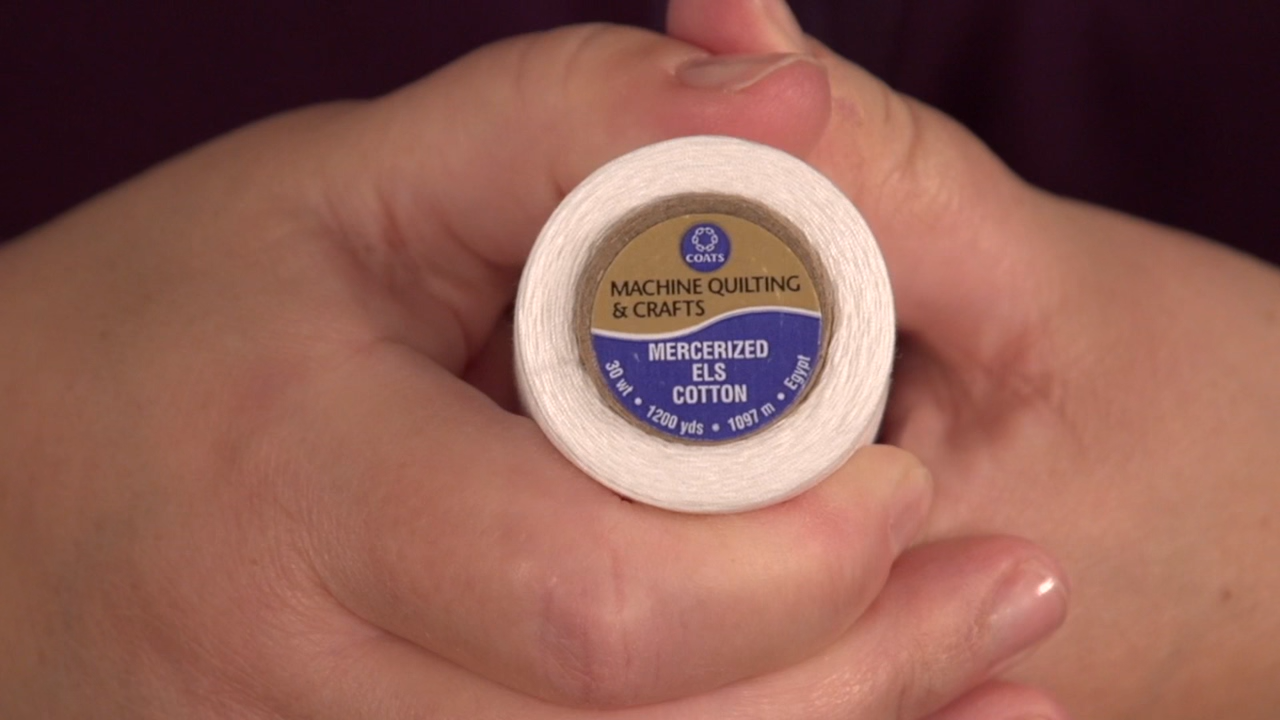 COATS
MACHINE QUILTING
& CRAFTS
MERCERIZED
ELS
COTTON
30 wt • 1200 yds • 1097 m • Egypt